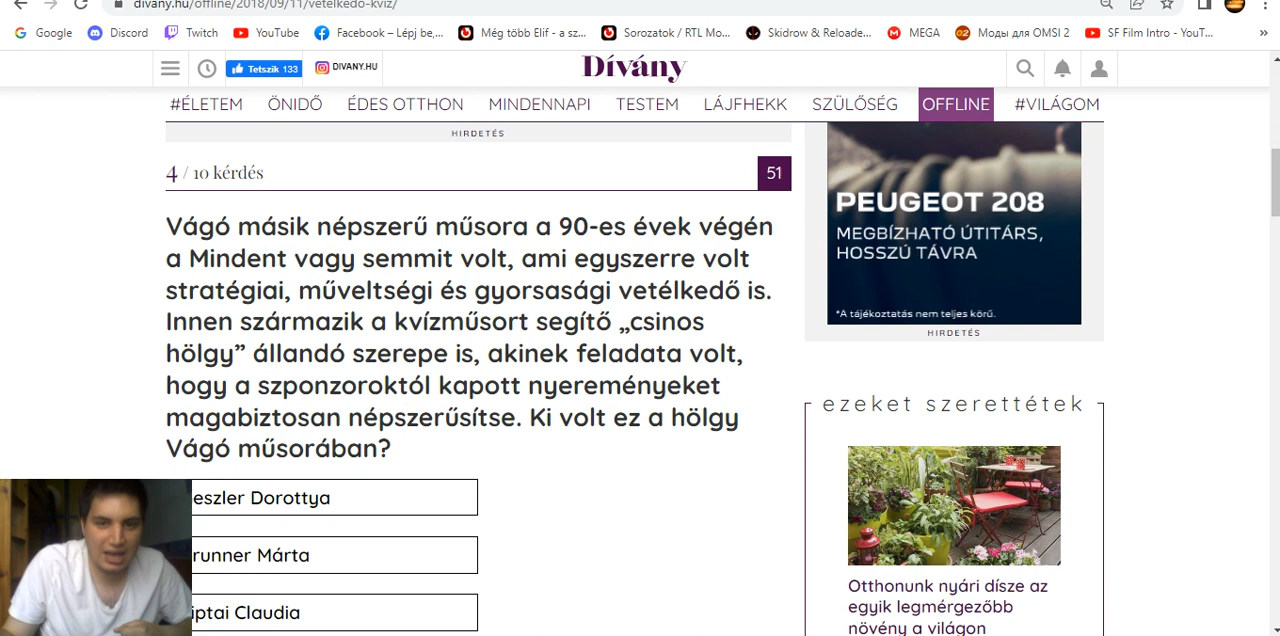 divany.hu/offline/2018/09/11/vetelkedo-kviz/
Google Discord Twitch YouTube Facebook – Lépj be,... Még több Elif - a sz... Sorozatok / RTL Mo... Skidrow & Reloade... MEGA Моды для OMSI 2 SF Film Intro - YouT... »
Tetszik 133 DIVANY.HU Dívány
#ÉLETEM ÖNIDŐ ÉDES OTTHON MINDENNAPI TESTEM LÁJFHEKK SZÜLŐSÉG OFFLINE #VILÁGOM
HIRDETÉS
4 / 10 kérdés 51
Vágó másik népszerű műsora a 90-es évek végén
a Mindent vagy semmit volt, ami egyszerre volt
stratégiai, műveltségi és gyorsasági vetélkedő is.
Innen származik a kvízműsort segítő „csinos
hölgy” állandó szerepe is, akinek feladata volt,
hogy a szponzoroktól kapott nyereményeket
magabiztosan népszerűsítse. Ki volt ez a hölgy
Vágó műsorában?
eszler Dorottya
runner Márta
iptai Claudia
PEUGEOT 208
MEGBÍZHATÓ ÚTITÁRS,
HOSSZÚ TÁVRA
*A tájékoztatás nem teljes körű.
HIRDETÉS
ezeket szerettétek
Otthonunk nyári dísze az
egyik legmérgezőbb
növény a világon